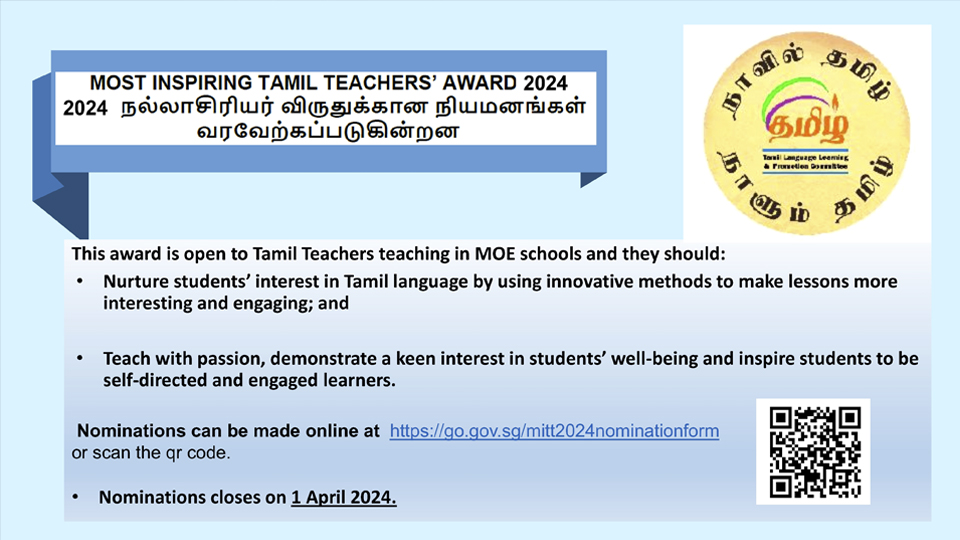 MOST INSPIRING TAMIL TEACHERS' AWARD 2024
2024 நல்லாசிரியர் விருதுக்கான நியமனங்கள்
வரவேற்கப்படுகின்றன
நாவில் தமிழ்
தமிழ்
Tamil Language Learning
& Promotion Committee
நாளும் தமிழ்
This award is open to Tamil Teachers teaching in MOE schools and they should:
• Nurture students' interest in Tamil language by using innovative methods to make lessons more
interesting and engaging; and
• Teach with passion, demonstrate a keen interest in students' well-being and inspire students to be
self-directed and engaged learners.
Nominations can be made online at https://go.gov.sg/mitt2024nominationform
or scan the qr code.
• Nominations closes on 1 April 2024.